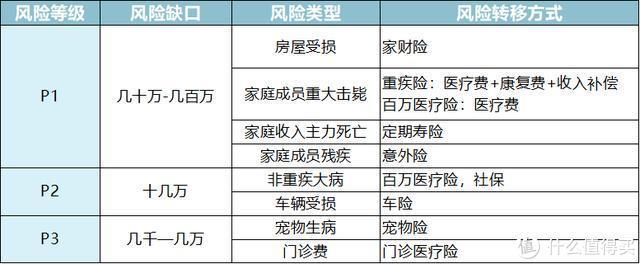 风险等级 风险缺口 风险类型 风险转移方式
P1 几十万-几百万 房屋受损 家财险
家庭成员重大击毙 重疾险：医疗费+康复费+收入补偿
百万医疗险：医疗费
家庭收入主力死亡 定期寿险
家庭成员残疾 意外险
P2 十几万 非重疾大病 百万医疗险，社保
车辆受损 车险
P3 几千—几万 宠物生病 宠物险
门诊费 门诊医疗险
值 什么值得买